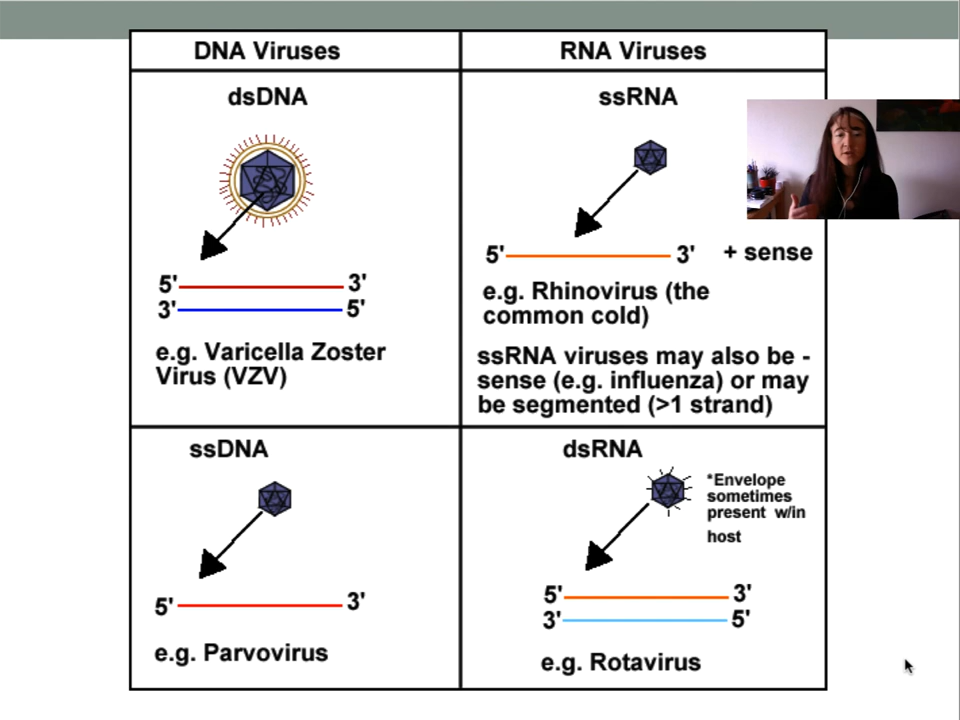 DNA Viruses
RNA Viruses
dsDNA
5' 3'
3' 5'
e.g. Varicella Zoster
Virus (VZV)
ssRNA
5' 3' + sense
e.g. Rhinovirus (the
common cold)
ssRNA viruses may also be -
sense (e.g. influenza) or may
be segmented (>1 strand)
ssDNA
5' 3'
e.g. Parvovirus
dsRNA
*Envelope
sometimes
present w/in
host
5' 3'
3' 5'
e.g. Rotavirus